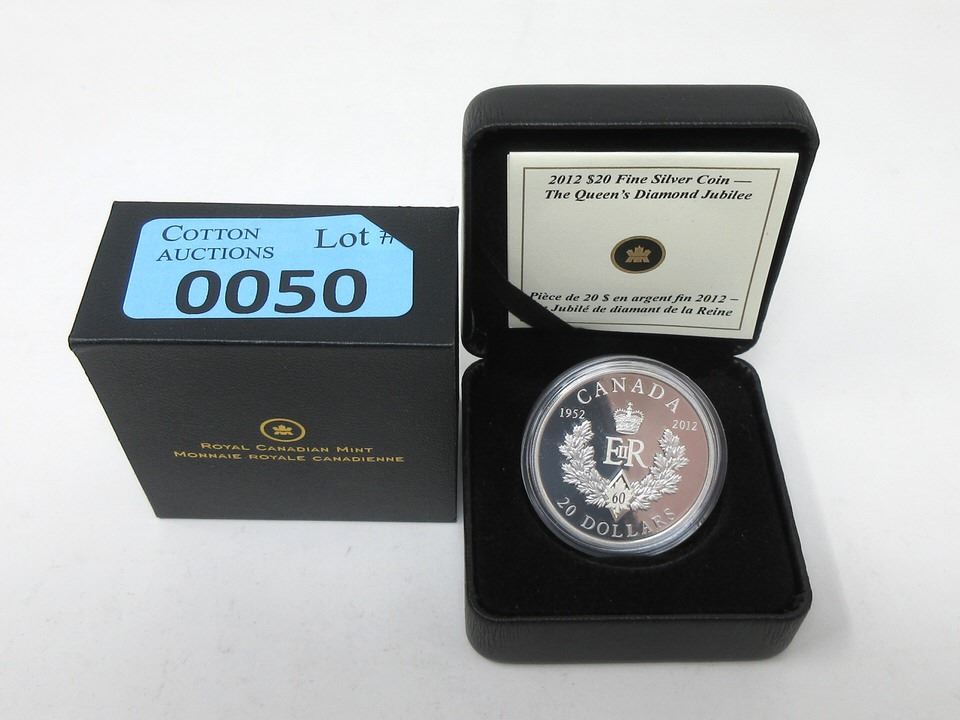 COTTON
AUCTIONS
Lot #
0050
ROYAL CANADIAN MINT
MONNAIE ROYALE CANADIENNE
2012 $20 Fine Silver Coin —
The Queen's Diamond Jubilee
Pièce de 20 $ en argent fin 2012 –
Jubilé de diamant de la Reine
CANADA
1952
2012
EIIR
60
20 DOLLARS